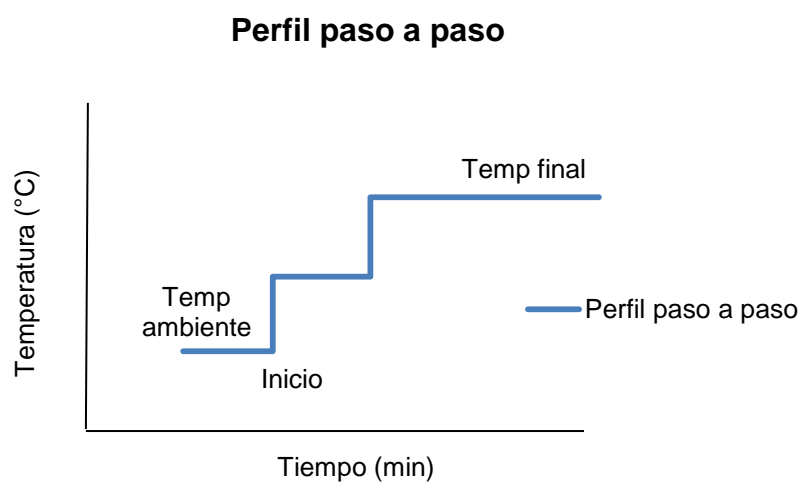 Perfil paso a paso
Temperatura (°C)
Temp final
Temp
ambiente
Perfil paso a paso
Inicio
Tiempo (min)